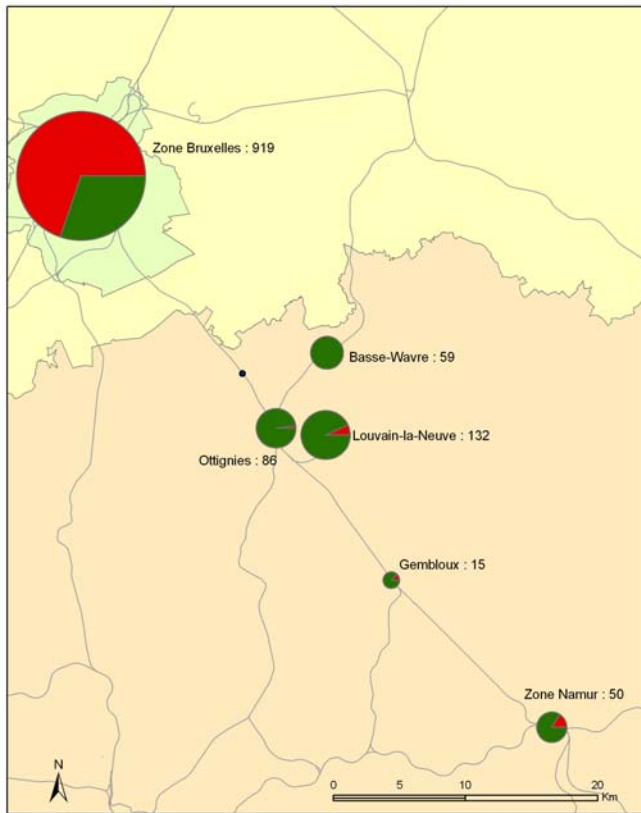 Zone Bruxelles : 919
Basse-Wavre : 59
Louvain-la-Neuve : 132
Ottignies : 86
Gembloux : 15
Zone Namur : 50
N
0 5 10 20
Km